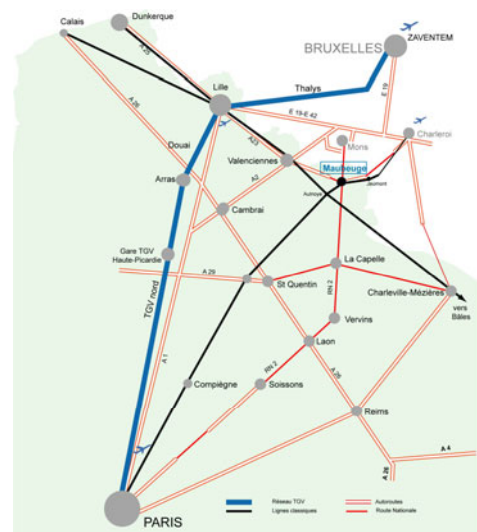 Dunkerque
Calais
ZAVENTEM
BRUXELLES
A 25
Thalys
E 19
Lille
A 26
E 19-E 42
Charleroi
Mons
Douai
A23
Valenciennes
Maubeuge
Jeumont
Aulnoye
Arras
A2
Cambrai
Gare TGV
Haute-Picardie
La Capelle
A 29
St Quentin
RN 2
Charleville-Mézières
vers
Bâles
TGV nord
A 1
Vervins
Laon
RN 2
A 26
Compiègne
Soissons
Reims
A 4
A 26
PARIS
Réseau TGV
Lignes classiques
Autoroutes
Route Nationale